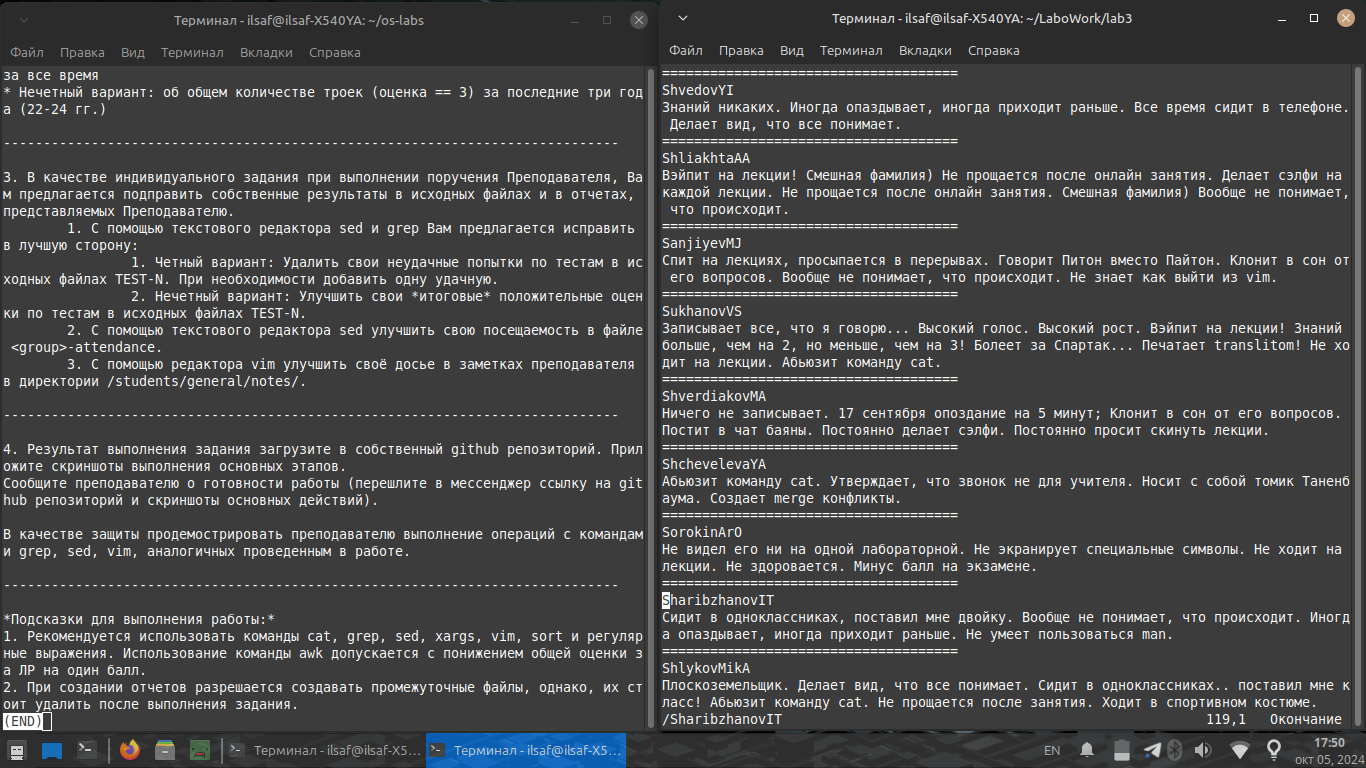 Терминал - ilsaf@ilsaf-X540YA: ~/os-labs
Файл Правка Вид Терминал Вкладки Справка
за все время
* Нечетный вариант: об общем количестве троек (оценка == 3) за последние три год
а (22-24 гг.)
-----------------------------------------------------------------------------
3. В качестве индивидуального задания при выполнении поручения Преподавателя, Ва
м предлагается подправить собственные результаты в исходных файлах и в отчетах,
представляемых Преподавателю.
1. С помощью текстового редактора sed и grep Вам предлагается исправить
в лучшую сторону:
1. Четный вариант: Удалить свои неудачные попытки по тестам в ис
ходных файлах TEST-N. При необходимости добавить одну удачную.
2. Нечетный вариант: Улучшить свои *итоговые* положительные оцен
ки по тестам в исходных файлах TEST-N.
2. С помощью текстового редактора sed улучшить свою посещаемость в файле
<group>-attendance.
3. С помощью редактора vim улучшить своё досье в заметках преподавателя
в директории /students/general/notes/.
-----------------------------------------------------------------------------
4. Результат выполнения задания загрузите в собственный github репозиторий. Прил
ожите скриншоты выполнения основных этапов.
Сообщите преподавателю о готовности работы (перешлите в мессенджер ссылку на git
hub репозиторий и скриншоты основных действий).
В качестве защиты продемострировать преподавателю выполнение операций с командам
и grep, sed, vim, аналогичных проведенным в работе.
-----------------------------------------------------------------------------
*Подсказки для выполнения работы:*
1. Рекомендуется использовать команды cat, grep, sed, xargs, vim, sort и регуляр
ные выражения. Использование команды awk допускается с понижением общей оценки з
а ЛР на один балл.
2. При создании отчетов разрешается создавать промежуточные файлы, однако, их ст
оит удалить после выполнения задания.
(END)
Терминал - ilsaf@ilsaf-X540YA: ~/LaboWork/lab3
Файл Правка Вид Терминал Вкладки Справка
=====================================
ShvedovYI
Знаний никаких. Иногда опаздывает, иногда приходит раньше. Все время сидит в телефоне.
Делает вид, что все понимает.
=====================================
ShliakhtaAA
Вэйпит на лекции! Смешная фамилия) Не прощается после онлайн занятия. Делает сэлфи на
каждой лекции. Не прощается после онлайн занятия. Смешная фамилия) Вообще не понимает,
что происходит.
=====================================
SanjiyevMJ
Спит на лекциях, просыпается в перерывах. Говорит Питон вместо Пайтон. Клонит в сон от
его вопросов. Вообще не понимает, что происходит. Не знает как выйти из vim.
=====================================
SukhanovVS
Записывает все, что я говорю... Высокий голос. Высокий рост. Вэйпит на лекции! Знаний
больше, чем на 2, но меньше, чем на 3! Болеет за Спартак... Печатает translitom! Не хо
дит на лекции. Абьюзит команду cat.
=====================================
ShverdiakovMA
Ничего не записывает. 17 сентября опоздание на 5 минут; Клонит в сон от его вопросов.
Постит в чат баяны. Постоянно делает сэлфи. Постоянно просит скинуть лекции.
=====================================
ShchevelevaYA
Абьюзит команду cat. Утверждает, что звонок не для учителя. Носит с собой томик Таненб
аума. Создает merge конфликты.
=====================================
SorokinArO
Не видел его ни на одной лабораторной. Не экранирует специальные символы. Не ходит на
лекции. Не здоровается. Минус балл на экзамене.
=====================================
SharibzhanovIT
Сидит в одноклассниках, поставил мне двойку. Вообще не понимает, что происходит. Иногд
а опаздывает, иногда приходит раньше. Не умеет пользоваться man.
=====================================
ShlykovMikA
Плоскоземельщик. Делает вид, что все понимает. Сидит в одноклассниках.. поставил мне к
ласс! Абьюзит команду cat. Не прощается после занятия. Ходит в спортивном костюме.
/SharibzhanovIT 119,1 Окончание
Терминал - ilsaf@ilsaf-X5...
Терминал - ilsaf@ilsaf-X5...
EN
17:50
окт 05, 2024